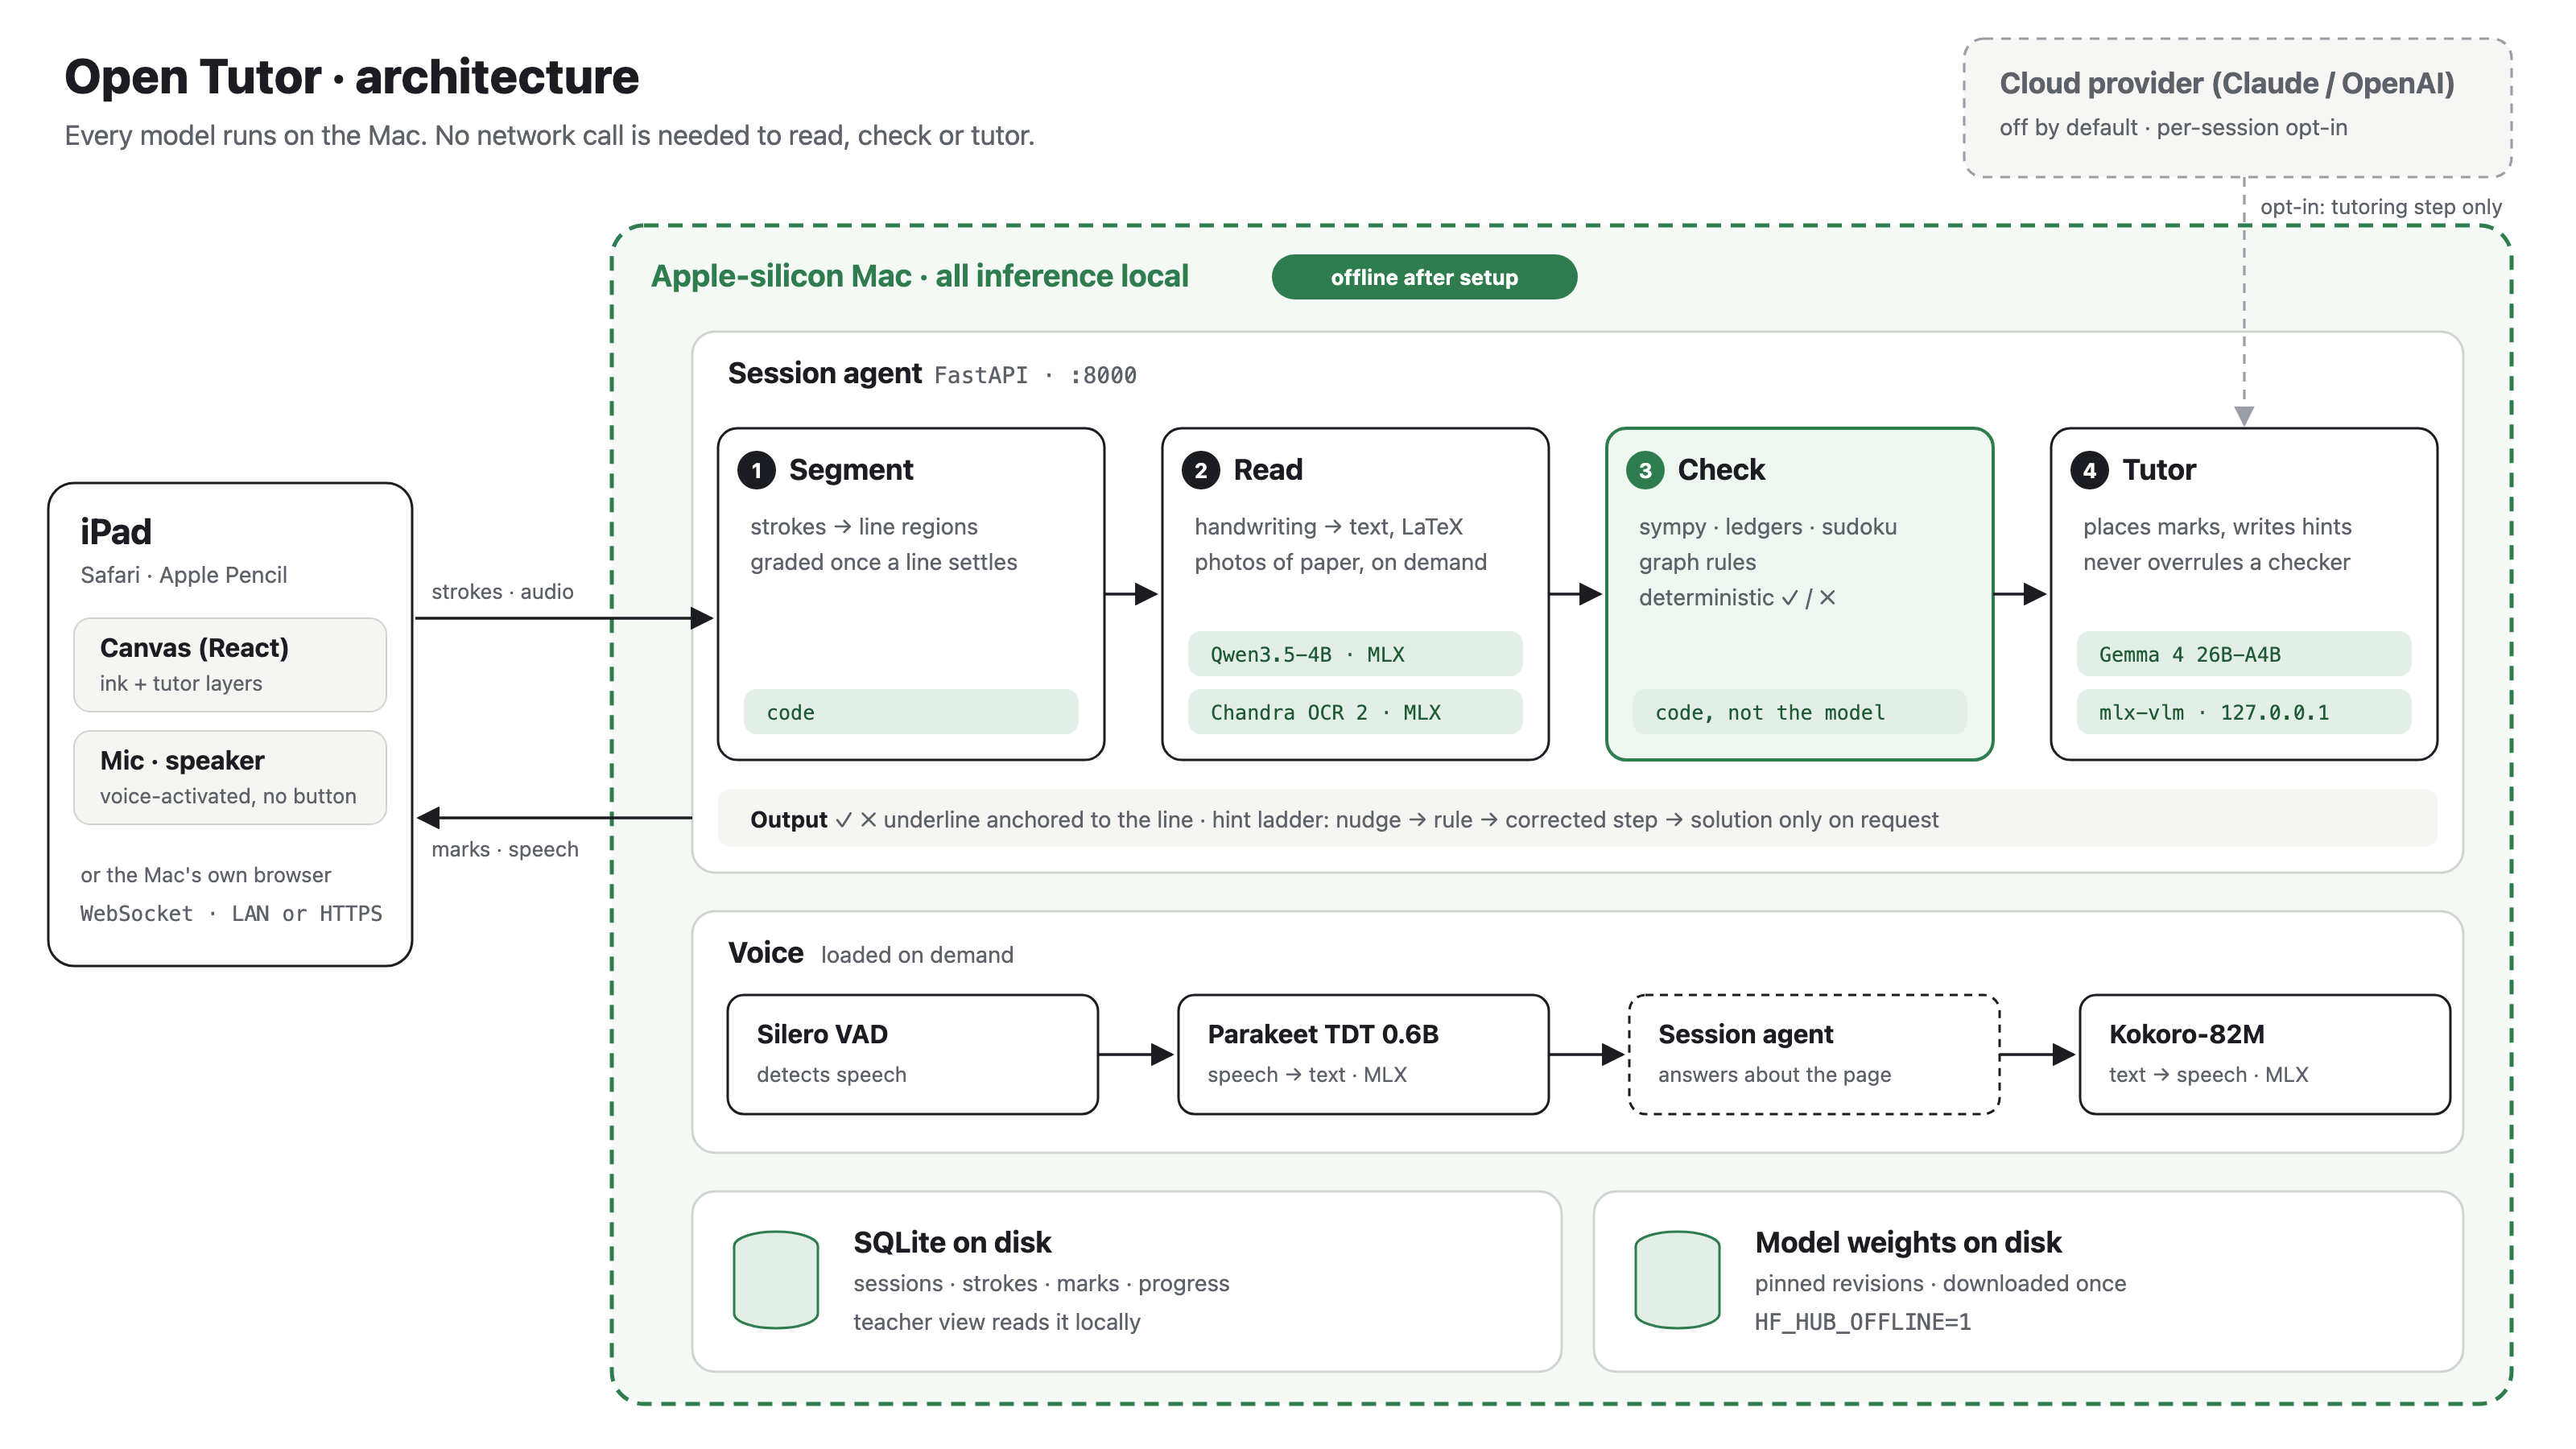 Open Tutor · architecture
Every model runs on the Mac. No network call is needed to read, check or tutor.
Cloud provider (Claude / OpenAI)
off by default · per-session opt-in
opt-in: tutoring step only
Apple-silicon Mac · all inference local
offline after setup
iPad
Safari · Apple Pencil
Canvas (React)
ink + tutor layers
Mic · speaker
voice-activated, no button
or the Mac's own browser
WebSocket · LAN or HTTPS
strokes · audio
marks · speech
Session agent FastAPI · :8000
1 Segment
strokes → line regions
graded once a line settles
code
2 Read
handwriting → text, LaTeX
photos of paper, on demand
Qwen3.5-4B · MLX
Chandra OCR 2 · MLX
3 Check
sympy · ledgers · sudoku
graph rules
deterministic ✓ / ✕
code, not the model
4 Tutor
places marks, writes hints
never overrules a checker
Gemma 4 26B-A4B
mlx-vlm · 127.0.0.1
Output ✓ ✕ underline anchored to the line · hint ladder: nudge → rule → corrected step → solution only on request
Voice loaded on demand
Silero VAD
detects speech
Parakeet TDT 0.6B
speech → text · MLX
Session agent
answers about the page
Kokoro-82M
text → speech · MLX
SQLite on disk
sessions · strokes · marks · progress
teacher view reads it locally
Model weights on disk
pinned revisions · downloaded once
HF_HUB_OFFLINE=1